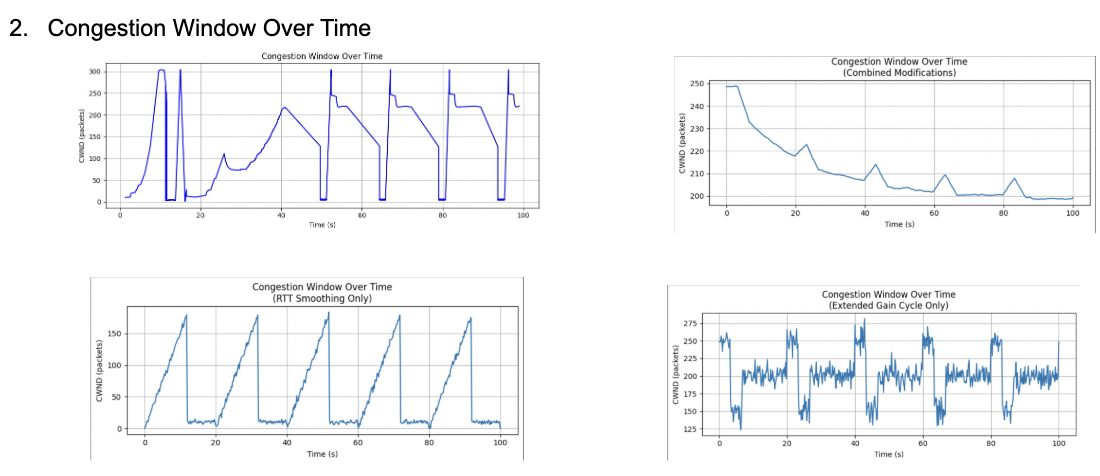 2. Congestion Window Over Time
Congestion Window Over Time
CWND (packets)
300
250
200
150
100
50
0
0 20 40 60 80 100
Time (s)
Congestion Window Over Time
(Combined Modifications)
CWND (packets)
250
240
230
220
210
200
0 20 40 60 80 100
Time (s)
Congestion Window Over Time
(RTT Smoothing Only)
CWND (packets)
150
100
50
0
0 20 40 60 80 100
Time (s)
Congestion Window Over Time
(Extended Gain Cycle Only)
CWND (packets)
275
250
225
200
175
150
125
0 20 40 60 80 100
Time (s)